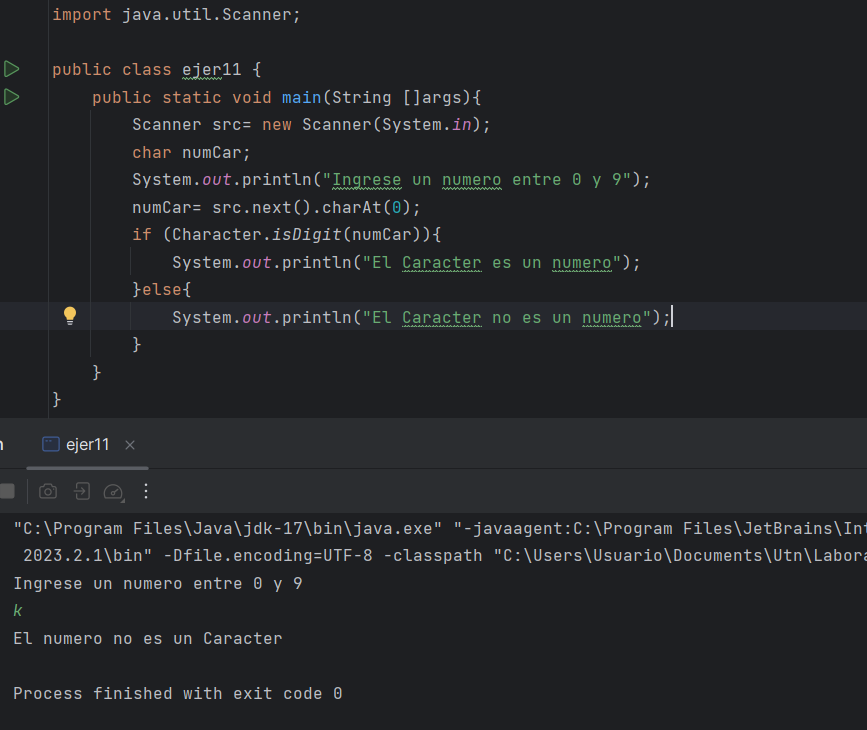 import java.util.Scanner;
public class ejer11 {
public static void main(String []args){
Scanner src= new Scanner(System.in);
char numCar;
System.out.println("Ingrese un numero entre 0 y 9");
numCar= src.next().charAt(0);
if (Character.isDigit(numCar)){
System.out.println("El Caracter es un numero");
}else{
System.out.println("El Caracter no es un numero");
}
}
}
ejer11
"C:\Program Files\Java\jdk-17\bin\java.exe" "-javaagent:C:\Program Files\JetBrains\Int
2023.2.1\bin" -Dfile.encoding=UTF-8 -classpath "C:\Users\Usuario\Documents\Utn\Labora
Ingrese un numero entre 0 y 9
k
El numero no es un Caracter
Process finished with exit code 0